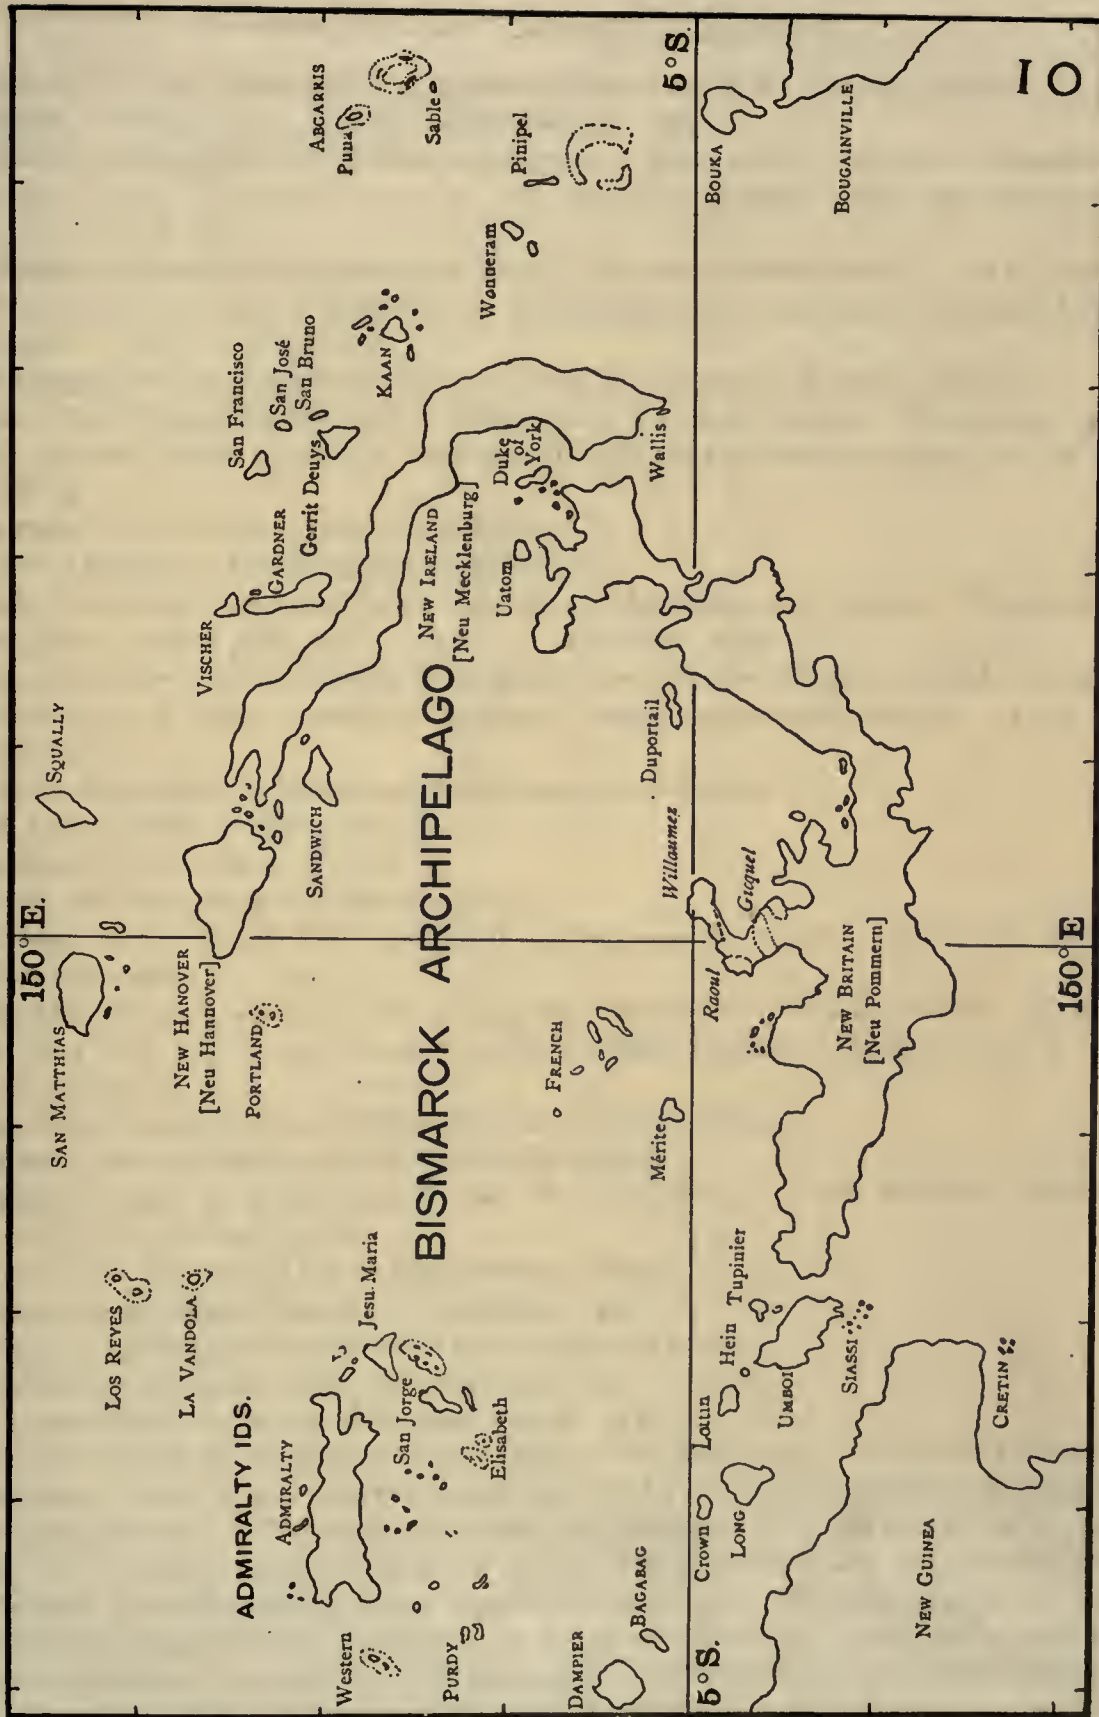 150° E.
SAN MATTHIAS
SQUALLY
ABGARRIS
Sable
LOS REYES
LA VANDOLA
NEW HANOVER
[Neu Hannover]
PORTLAND
VISCHER
GARDNER
San Francisco
San José
San Bruno
Gerrit Deuys
KAAN
Pinipel
Wonneram
SANDWICH
ADMIRALTY IDS.
ADMIRALTY
Jesu Maria
San Jorge
Elisabeth
Western
PURDY
BISMARCK ARCHIPELAGO
NEW IRELAND
[Neu Mecklenburg]
Duke
of
York
Uatom
Wallis
DAMPIER
BAGABAG
FRENCH
Mérite
Duportail
Willaumez
Gicquel
Raoul
5° S.
5° S.
Crown
LONG
Hein
Tupinier
UMBOI
SIASSI
CRETIN
NEW GUINEA
NEW BRITAIN
[Neu Pommern]
BOUKA
BOUGAINVILLE
150° E
10